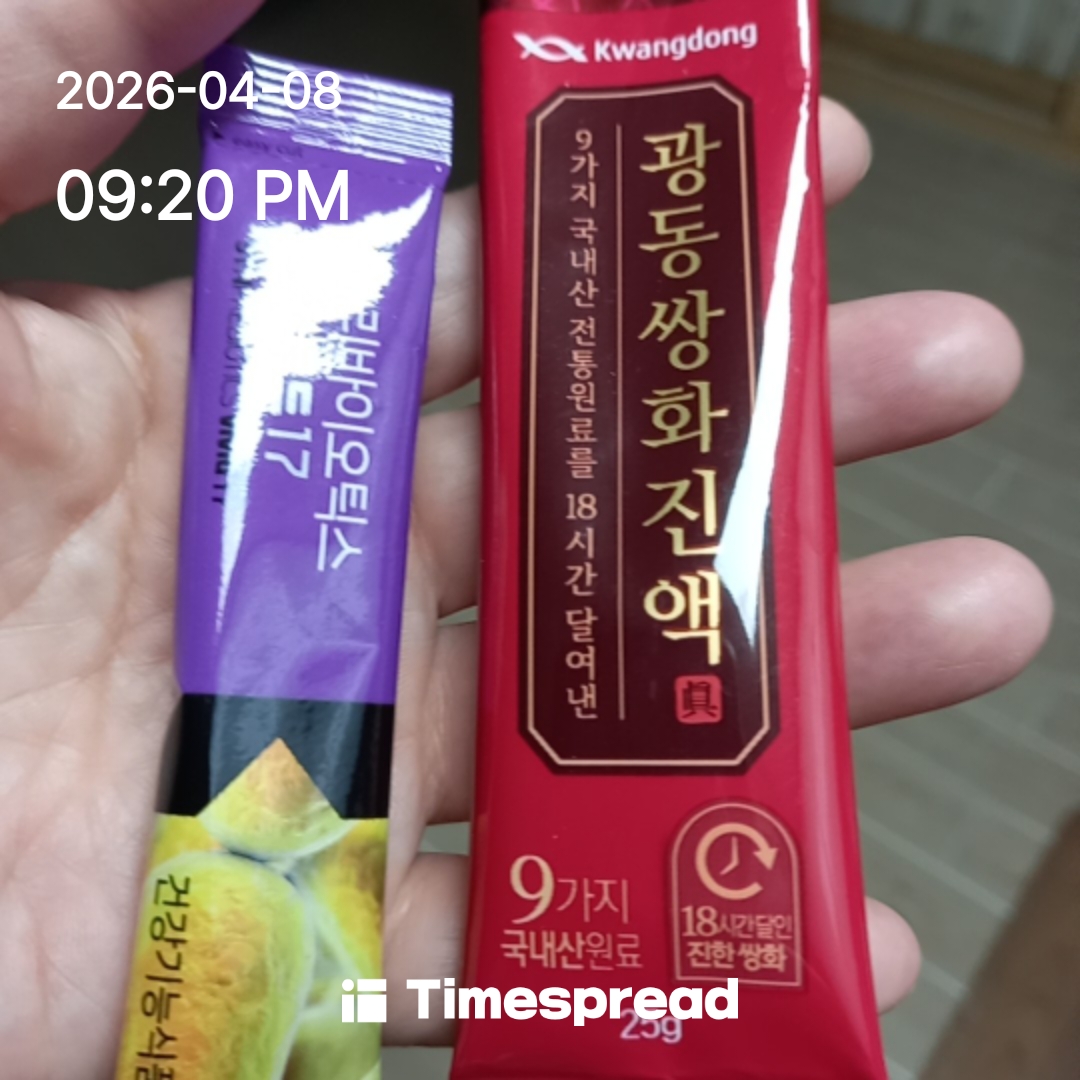 2026-04-08
09:20 PM
easy cut
바이오틱스
17
건강기능식품
Kwangdong
광동쌍화진액
眞
9가지 국내산 전통원료를 18시간 달여낸
9가지
국내산원료
18시간달인
진한 쌍화
25g
Timespread